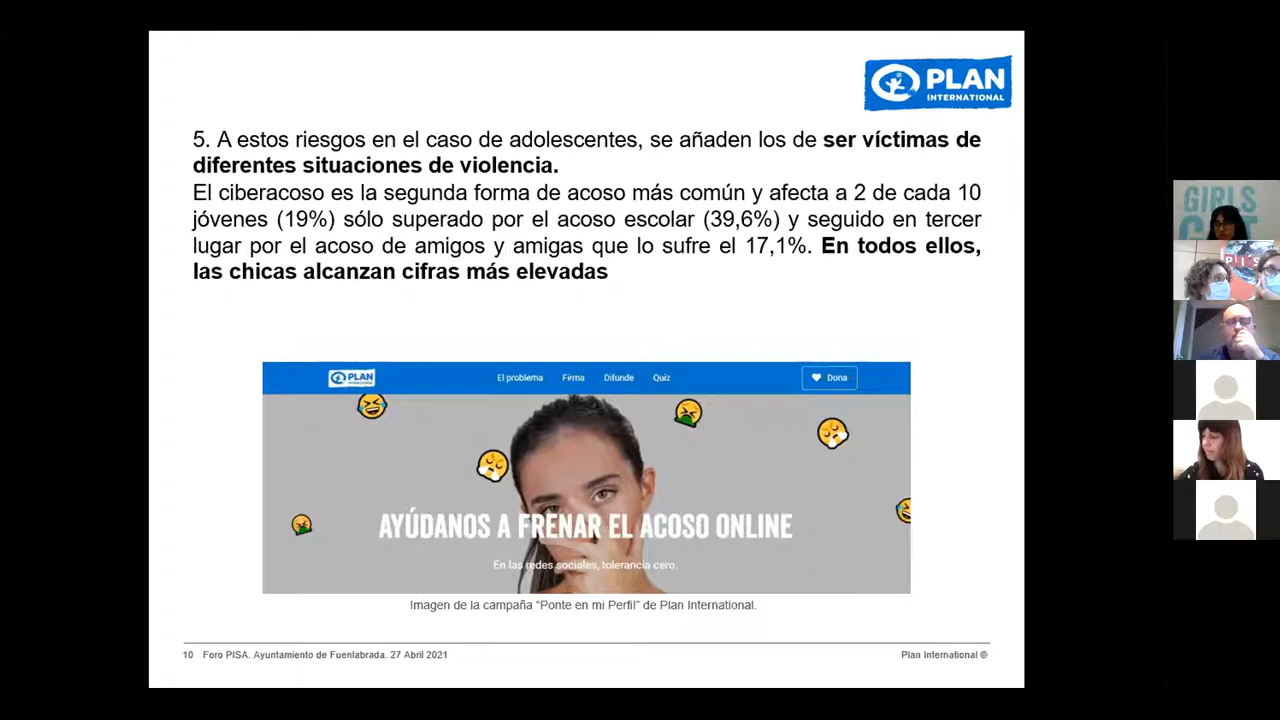 PLAN
INTERNATIONAL
5. A estos riesgos en el caso de adolescentes, se añaden los de ser víctimas de
diferentes situaciones de violencia.
El ciberacoso es la segunda forma de acoso más común y afecta a 2 de cada 10
jóvenes (19%) sólo superado por el acoso escolar (39,6%) y seguido en tercer
lugar por el acoso de amigos y amigas que lo sufre el 17,1%. En todos ellos,
las chicas alcanzan cifras más elevadas
PLAN
INTERNATIONAL
El problema Firma Difunde Quiz Dona
AYÚDANOS A FRENAR EL ACOSO ONLINE
En las redes sociales, tolerancia cero.
Imagen de la campaña “Ponte en mi Perfil” de Plan International.
10 Foro PISA. Ayuntamiento de Fuenlabrada. 27 Abril 2021
Plan International ©
GIRLS